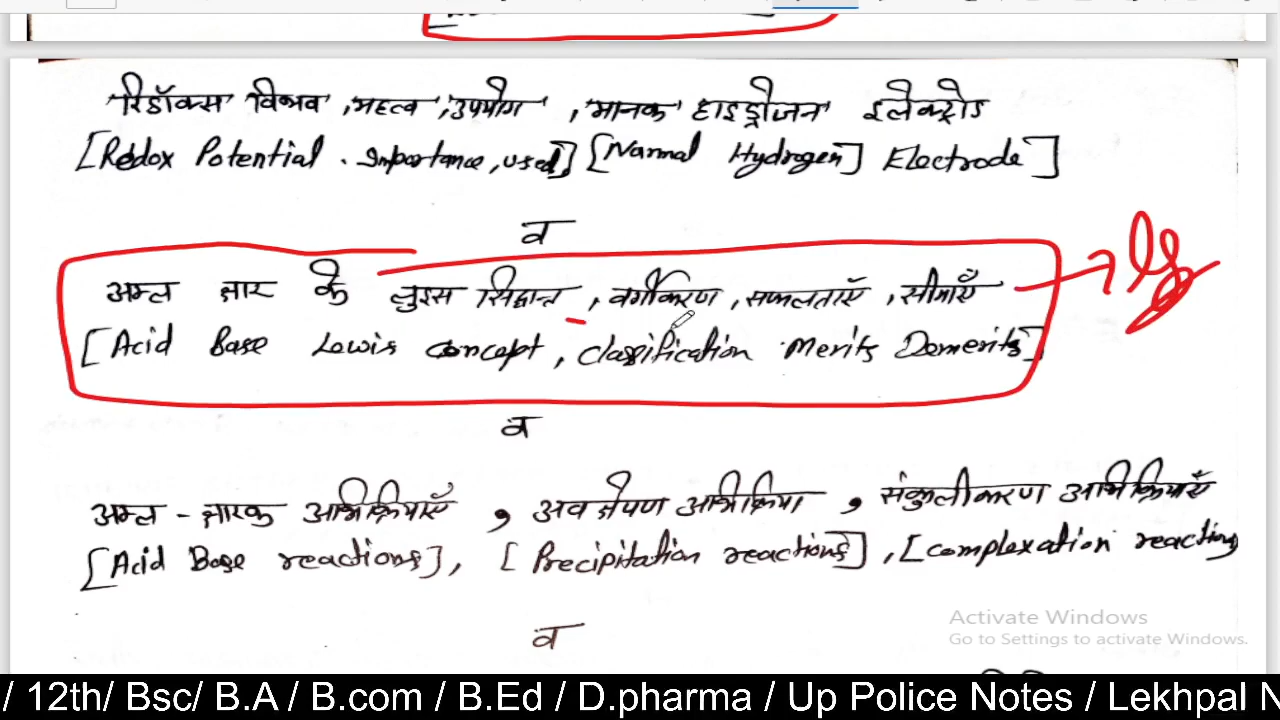 रिडॉक्स विभव , महत्व , उपयोग , मानक हाइड्रोजन इलेक्ट्रोड
[Redox Potential . Importance, used] [Normal Hydrogen] Electrode]
व
अम्ल क्षार के लुइस सिद्धान्त , वर्गीकरण , सफलताएँ , सीमाएँ
[Acid Base Lewis concept, classification Merits Demerits]
व
अम्ल - क्षारक अभिक्रियाएँ , अवक्षेपण अभिक्रिया , संकुलीकरण अभिक्रियाएँ
[Acid Base reactions], [Precipitation reactions], [complexation reactions
व
Activate Windows
Go to Settings to activate Windows.
/ 12th/ Bsc/ B.A / B.com / B.Ed / D.pharma / Up Police Notes / Lekhpal N